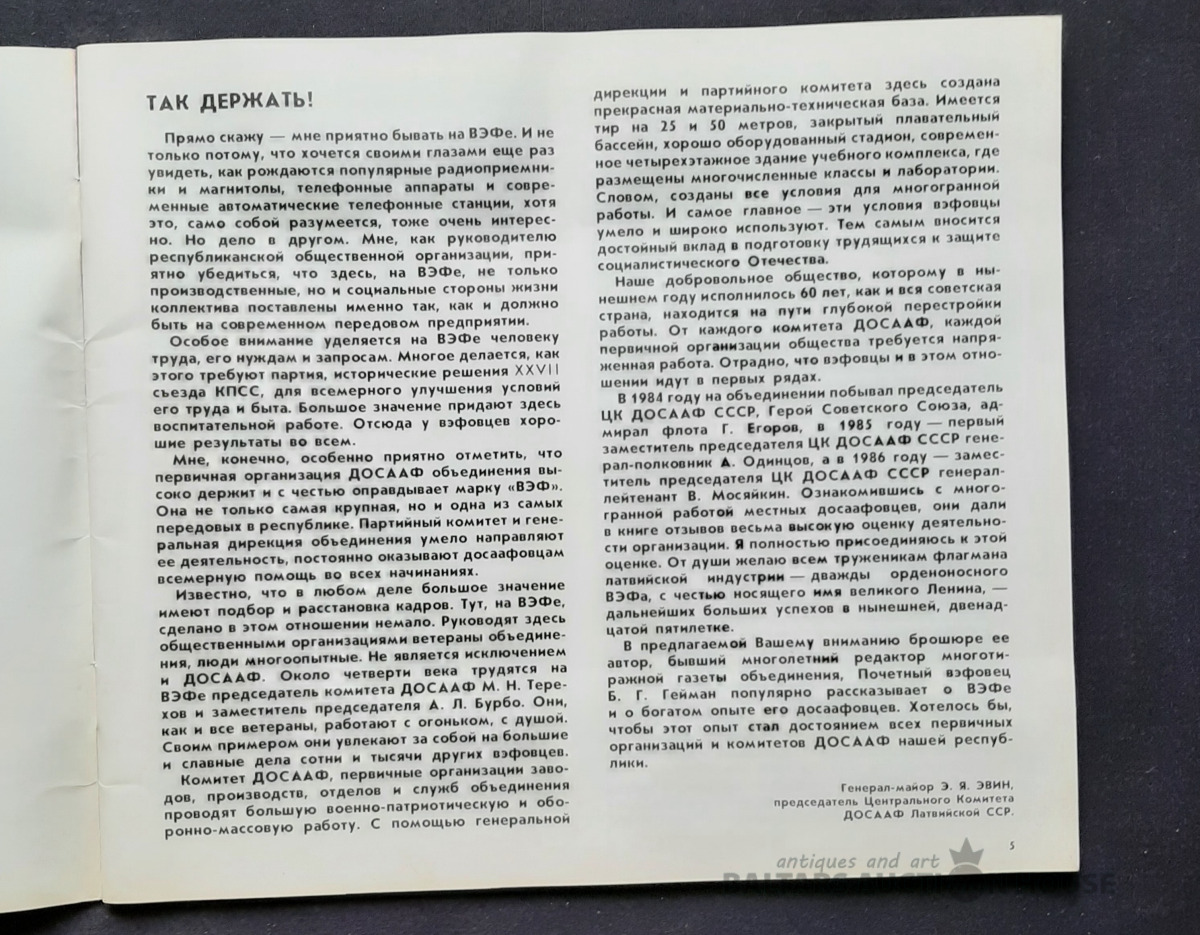 ТАК ДЕРЖАТЬ!
Прямо скажу — мне приятно бывать на ВЭФе. И не
только потому, что хочется своими глазами еще раз
увидеть, как рождаются популярные радиоприемни-
ки и магнитолы, телефонные аппараты и совре-
менные автоматические телефонные станции, хотя
это, само собой разумеется, тоже очень интерес-
но. Но дело в другом. Мне, как руководителю
республиканской общественной организации, при-
ятно убедиться, что здесь, на ВЭФе, не только
производственные, но и социальные стороны жизни
коллектива поставлены именно так, как и должно
быть на современном передовом предприятии.
Особое внимание уделяется на ВЭФе человеку
труда, его нуждам и запросам. Многое делается, как
этого требуют партия, исторические решения XXVII
съезда КПСС, для всемерного улучшения условий
его труда и быта. Большое значение придают здесь
воспитательной работе. Отсюда у вэфовцев хоро-
шие результаты во всем.
Мне, конечно, особенно приятно отметить, что
первичная организация ДОСААФ объединения вы-
соко держит и с честью оправдывает марку «ВЭФ».
Она не только самая крупная, но и одна из самых
передовых в республике. Партийный комитет и гене-
ральная дирекция объединения умело направляют
ее деятельность, постоянно оказывают досаафовцам
всемерную помощь во всех начинаниях.
Известно, что в любом деле большое значение
имеют подбор и расстановка кадров. Тут, на ВЭФе,
сделано в этом отношении немало. Руководят здесь
общественными организациями ветераны объедине-
ния, люди многоопытные. Не является исключением
и ДОСААФ. Около четверти века трудятся на
ВЭФе председатель комитета ДОСААФ М. Н. Тере-
хов и заместитель председателя А. Л. Бурбо. Они,
как и все ветераны, работают с огоньком, с душой.
Своим примером они увлекают за собой на большие
и славные дела сотни и тысячи других вэфовцев.
Комитет ДОСААФ, первичные организации заво-
дов, производств, отделов и служб объединения
проводят большую военно-патриотическую и обо-
ронно-массовую работу. С помощью генеральной
дирекции и партийного комитета здесь создана
прекрасная материально-техническая база. Имеется
тир на 25 и 50 метров, закрытый плавательный
бассейн, хорошо оборудованный стадион, современ-
ное четырехэтажное здание учебного комплекса, где
размещены многочисленные классы и лаборатории.
Словом, созданы все условия для многогранной
работы. И самое главное — эти условия вэфовцы
умело и широко используют. Тем самым вносится
достойный вклад в подготовку трудящихся к защите
социалистического Отечества.
Наше добровольное общество, которому в ны-
нешнем году исполнилось 60 лет, как и вся советская
страна, находится на пути глубокой перестройки
работы. От каждого комитета ДОСААФ, каждой
первичной организации общества требуется напря-
женная работа. Отрадно, что вэфовцы и в этом отно-
шении идут в первых рядах.
В 1984 году на объединении побывал председатель
ЦК ДОСААФ СССР, Герой Советского Союза, ад-
мирал флота Г. Егоров, в 1985 году — первый
заместитель председателя ЦК ДОСААФ СССР гене-
рал-полковник А. Одинцов, а в 1986 году — замес-
титель председателя ЦК ДОСААФ СССР генерал-
лейтенант В. Мосяйкин. Ознакомившись с много-
гранной работой местных досаафовцев, они дали
в книге отзывов весьма высокую оценку деятельно-
сти организации. Я полностью присоединяюсь к этой
оценке. От души желаю всем труженикам флагмана
латвийской индустрии — дважды орденоносного
ВЭФа, с честью носящего имя великого Ленина, —
дальнейших больших успехов в нынешней, двенад-
цатой пятилетке.
В предлагаемой Вашему вниманию брошюре ее
автор, бывший многолетний редактор многоти-
ражной газеты объединения, Почетный вэфовец
Б. Г. Гейман популярно рассказывает о ВЭФе
и о богатом опыте его досаафовцев. Хотелось бы,
чтобы этот опыт стал достоянием всех первичных
организаций и комитетов ДОСААФ нашей респуб-
лики.
Генерал-майор Э. Я. ЭВИН,
председатель Центрального Комитета
ДОСААФ Латвийской ССР.
5
antiques and art